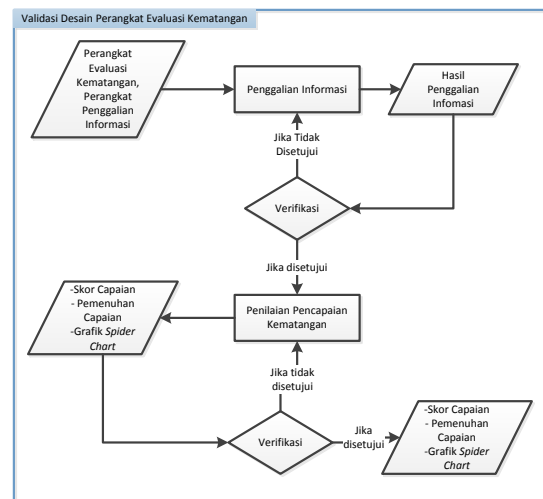 Validasi Desain Perangkat Evaluasi Kematangan
Perangkat
Evaluasi
Kematangan,
Perangkat
Penggalian
Informasi
Penggalian Informasi
Hasil
Penggalian
Infomasi
Jika Tidak
Disetujui
Verifikasi
Jika disetujui
-Skor Capaian
- Pemenuhan
Capaian
-Grafik Spider
Chart
Penilaian Pencapaian
Kematangan
Jika tidak
disetujui
Verifikasi
Jika
disetujui
-Skor Capaian
- Pemenuhan
Capaian
-Grafik Spider
Chart